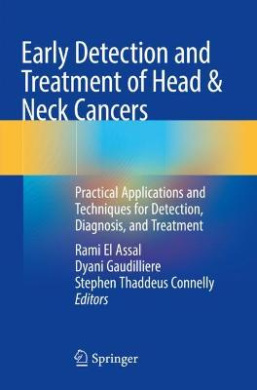 Early Detection and
Treatment of Head &
Neck Cancers
Practical Applications and
Techniques for Detection,
Diagnosis, and Treatment
Rami El Assal
Dyani Gaudilliere
Stephen Thaddeus Connelly
Editors
Springer